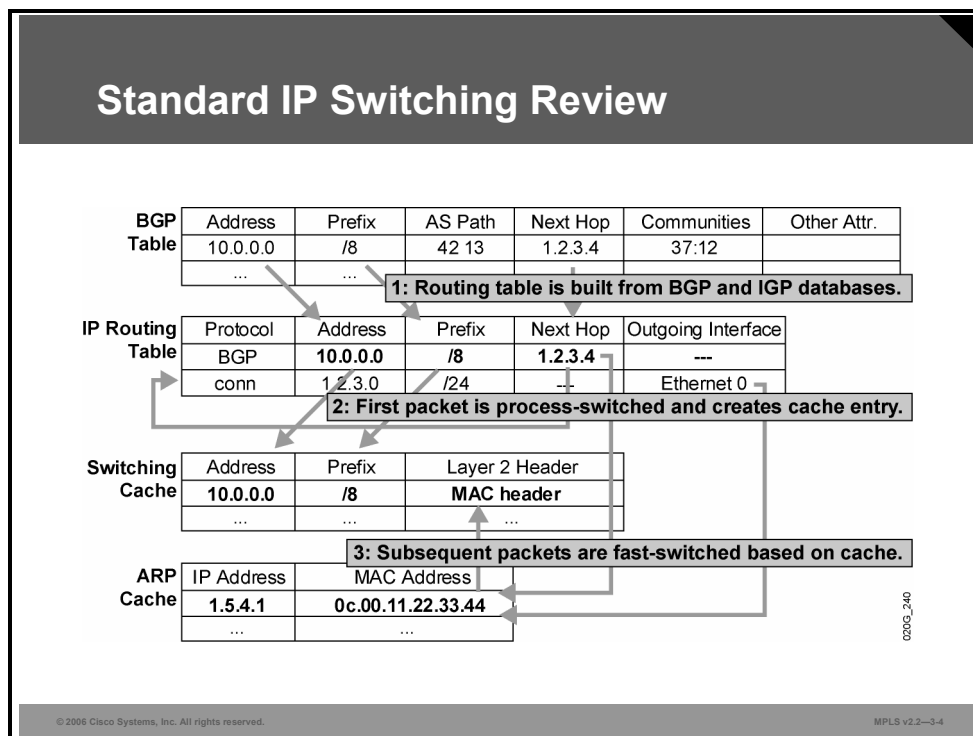 Standard IP Switching Review
BGP Table
Address Prefix AS Path Next Hop Communities Other Attr.
10.0.0.0 /8 42 13 1.2.3.4 37:12
... ...
1: Routing table is built from BGP and IGP databases.
IP Routing Table
Protocol Address Prefix Next Hop Outgoing Interface
BGP 10.0.0.0 /8 1.2.3.4 ---
conn 1.2.3.0 /24 --- Ethernet 0
2: First packet is process-switched and creates cache entry.
Switching Cache
Address Prefix Layer 2 Header
10.0.0.0 /8 MAC header
... ... ...
3: Subsequent packets are fast-switched based on cache.
ARP Cache
IP Address MAC Address
1.5.4.1 0c.00.11.22.33.44
... ...
020G_240
© 2006 Cisco Systems, Inc. All rights reserved.
MPLS v2.2—3-4